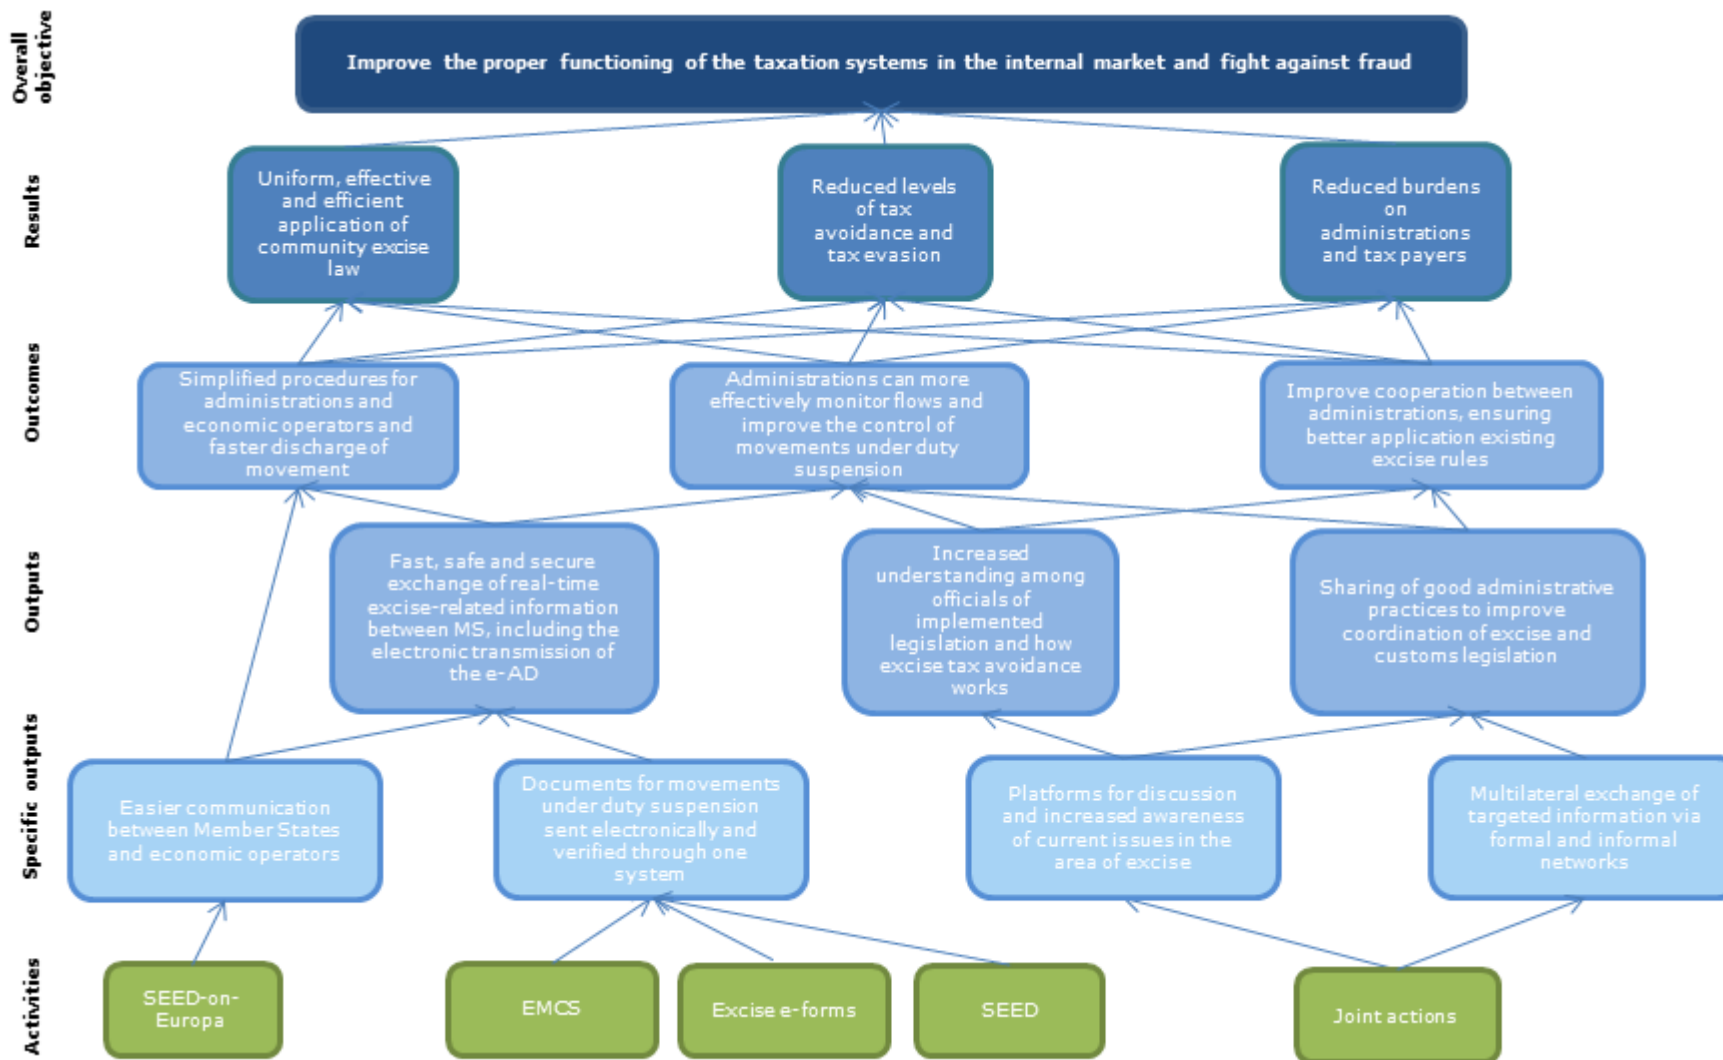 Overall
objective
Improve the proper functioning of the taxation systems in the internal market and fight against fraud
Results
Uniform, effective
and efficient
application of
community excise
law
Reduced levels
of tax
avoidance and
tax evasion
Reduced burdens
on
administrations
and tax payers
Outcomes
Simplified procedures for
administrations and
economic operators and
faster discharge of
movement
Administrations can more
effectively monitor flows and
improve the control of
movements under duty
suspension
Improve cooperation between
administrations, ensuring
better application existing
excise rules
Outputs
Fast, safe and secure
exchange of real-time
excise-related information
between MS, including the
electronic transmission of
the e-AD
Increased
understanding among
officials of
implemented
legislation and how
excise tax avoidance
works
Sharing of good administrative
practices to improve
coordination of excise and
customs legislation
Specific outputs
Easier communication
between Member States
and economic operators
Documents for movements
under duty suspension
sent electronically and
verified through one
system
Platforms for discussion
and increased awareness
of current issues in the
area of excise
Multilateral exchange of
targeted information via
formal and informal
networks
Activities
SEED-on-
Europa
EMCS
Excise e-forms
SEED
Joint actions